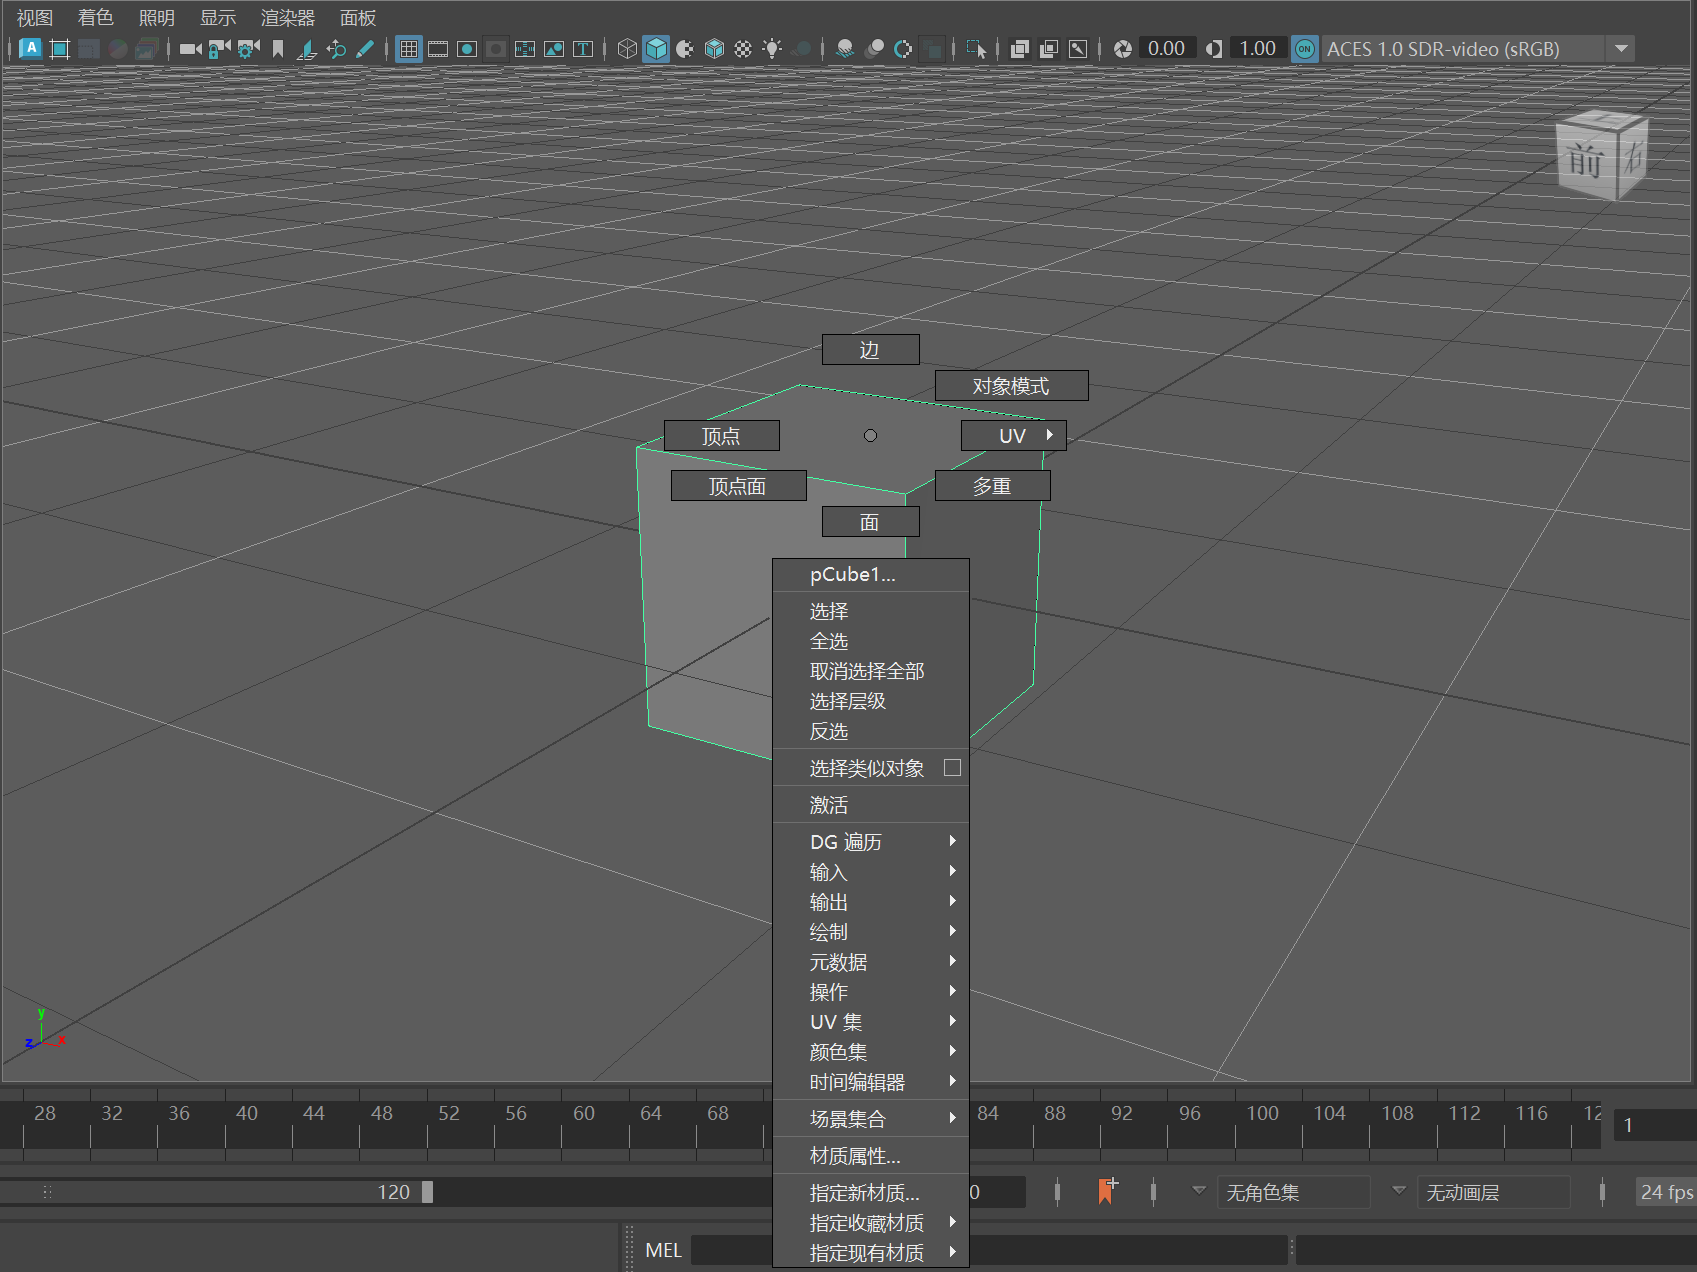 视图 着色 照明 显示 渲染器 面板
0.00 1.00 ON ACES 1.0 SDR-video (sRGB)
前 右
边
对象模式
顶点 UV
顶点面 多重
面
pCube1...
选择
全选
取消选择全部
选择层级
反选
选择类似对象
激活
DG 遍历
输入
输出
绘制
元数据
操作
UV 集
颜色集
时间编辑器
场景集合
材质属性...
指定新材质...
指定收藏材质
指定现有材质
y
z x
28 32 36 40 44 48 52 56 60 64 68 84 88 92 96 100 104 108 112 116 12
1
120 0 无角色集 无动画层 24 fps
MEL